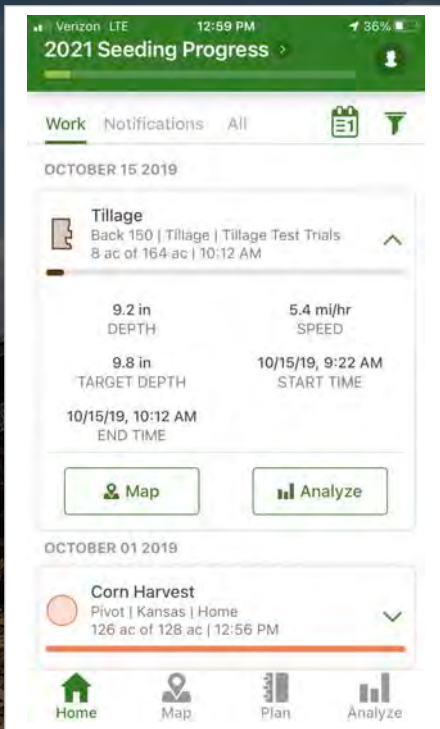 Verizon LTE 12:59 PM 36%
2021 Seeding Progress >
Work Notifications All 1
OCTOBER 15 2019
Tillage
Back 150 | Tillage | Tillage Test Trials
8 ac of 164 ac | 10:12 AM
9.2 in 5.4 mi/hr
DEPTH SPEED
9.8 in 10/15/19, 9:22 AM
TARGET DEPTH START TIME
10/15/19, 10:12 AM
END TIME
Map Analyze
OCTOBER 01 2019
Corn Harvest
Pivot | Kansas | Home
126 ac of 128 ac | 12:56 PM
Home Map Plan Analyze